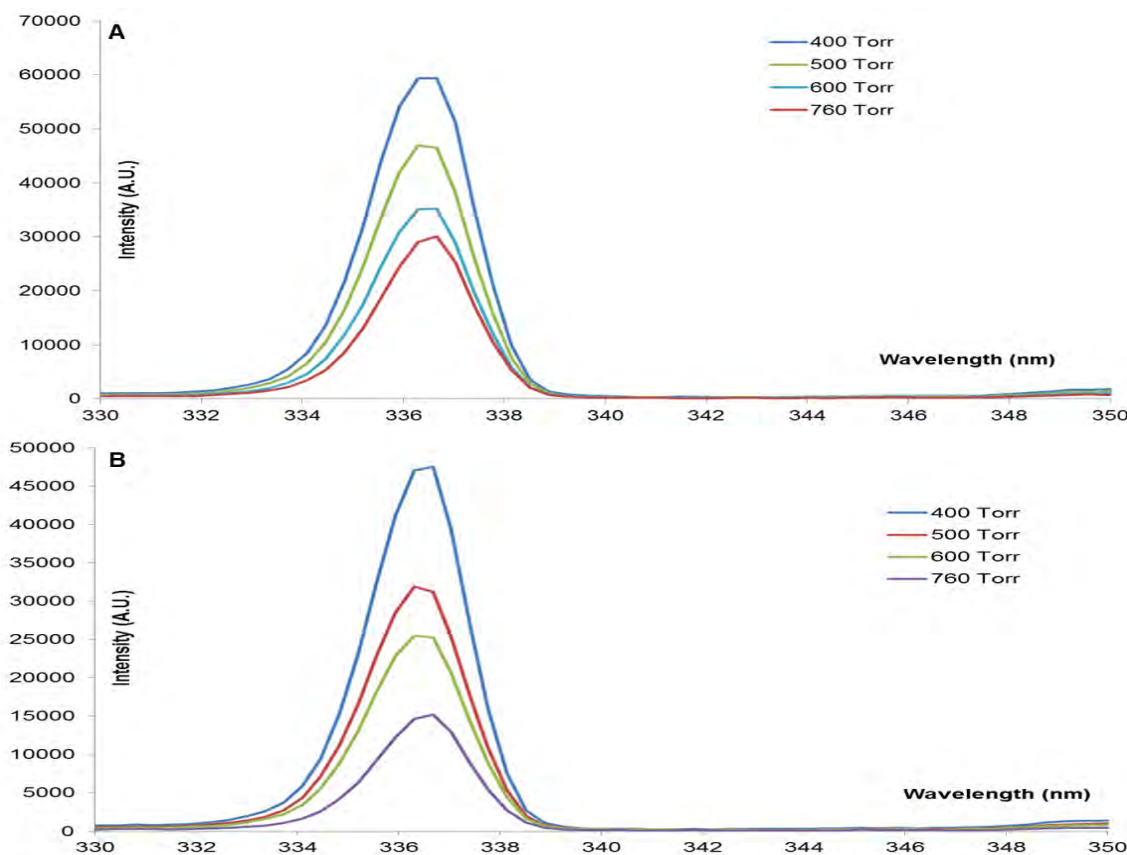 70000
A
60000
50000
40000
30000
20000
10000
0
Intensity (A.U.)
400 Torr
500 Torr
600 Torr
760 Torr
Wavelength (nm)
330 332 334 336 338 340 342 344 346 348 350
50000
B
45000
40000
35000
30000
25000
20000
15000
10000
5000
0
Intensity (A.U.)
400 Torr
500 Torr
600 Torr
760 Torr
Wavelength (nm)
330 332 334 336 338 340 342 344 346 348 350